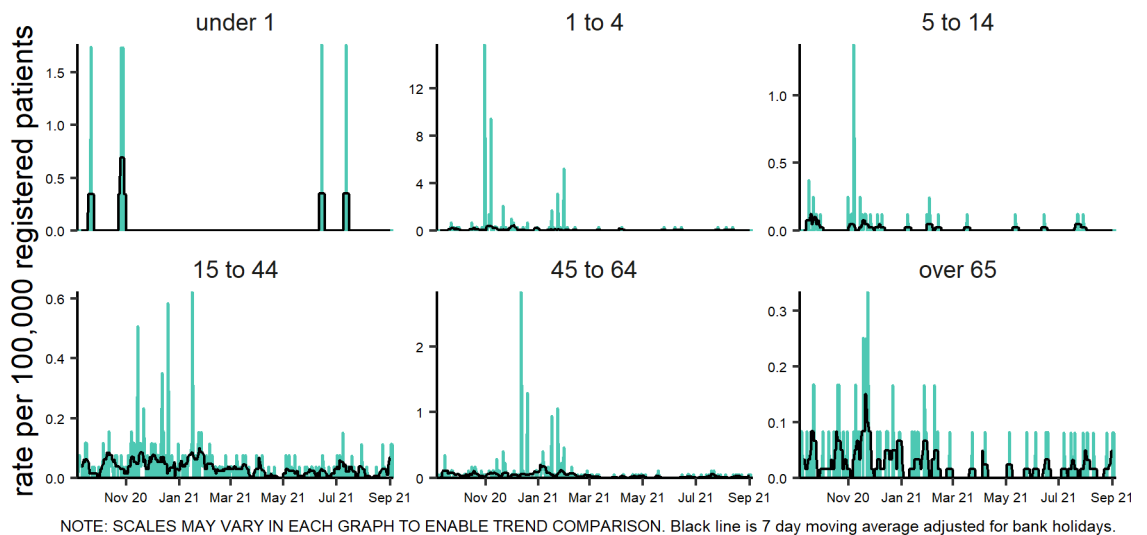 rate per 100,000 registered patients
under 1
1 to 4
5 to 14
1.5
1.0
0.5
0.0
12
8
4
0
1.0
0.5
0.0
15 to 44
45 to 64
over 65
0.6
0.4
0.2
0.0
2
1
0
0.3
0.2
0.1
0.0
Nov 20 Jan 21 Mar 21 May 21 Jul 21 Sep 21
Nov 20 Jan 21 Mar 21 May 21 Jul 21 Sep 21
Nov 20 Jan 21 Mar 21 May 21 Jul 21 Sep 21
NOTE: SCALES MAY VARY IN EACH GRAPH TO ENABLE TREND COMPARISON. Black line is 7 day moving average adjusted for bank holidays.